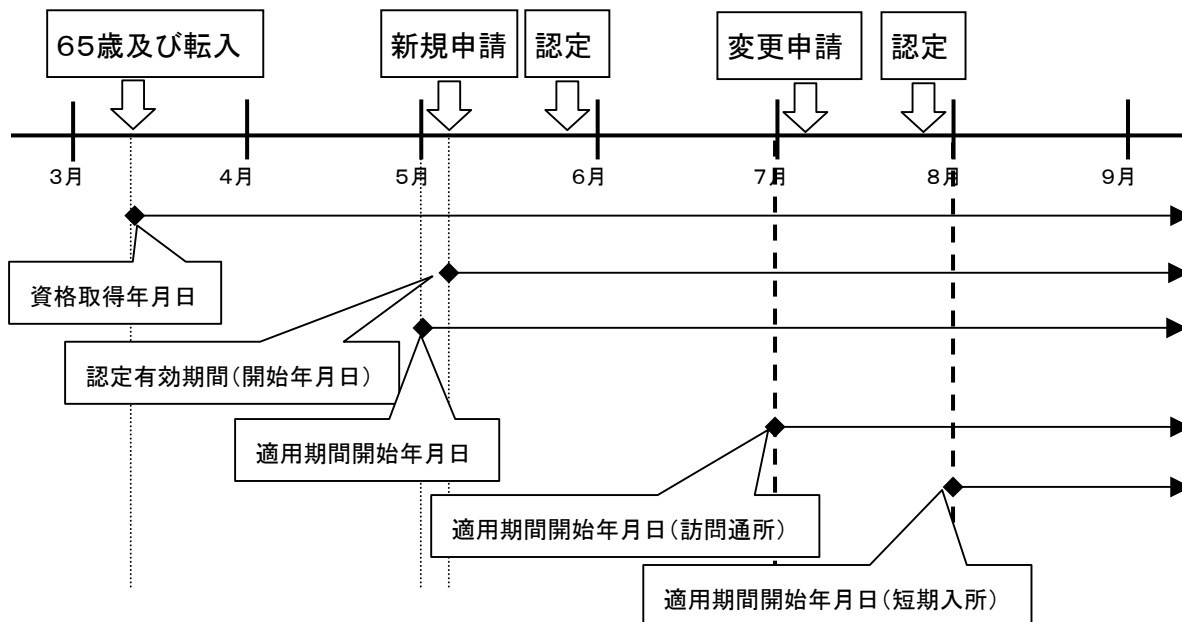 65歳及び転入
新規申請
認定
変更申請
認定
3月
4月
5月
6月
7月
8月
9月
資格取得年月日
認定有効期間(開始年月日)
適用期間開始年月日
適用期間開始年月日(訪問通所)
適用期間開始年月日(短期入所)